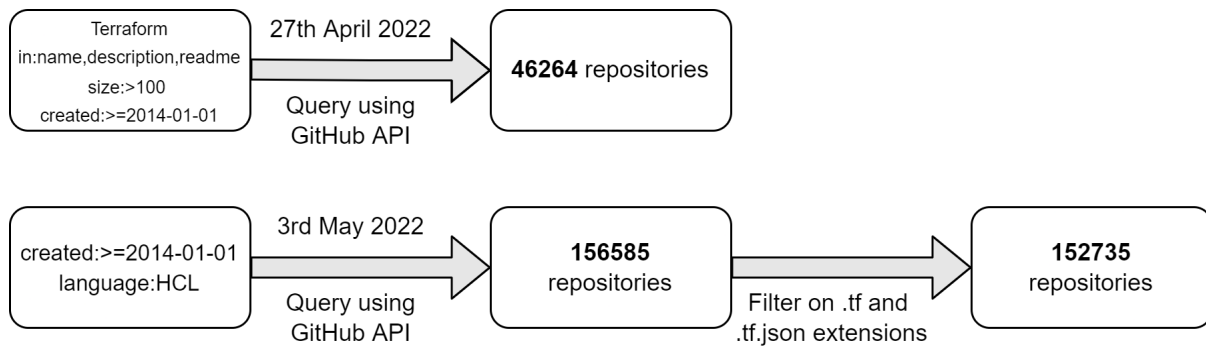 Terraform
in:name,description,readme
size:>100
created:>=2014-01-01
27th April 2022
Query using
GitHub API
46264 repositories
created:>=2014-01-01
language:HCL
3rd May 2022
Query using
GitHub API
156585
repositories
Filter on .tf and
.tf.json extensions
152735
repositories